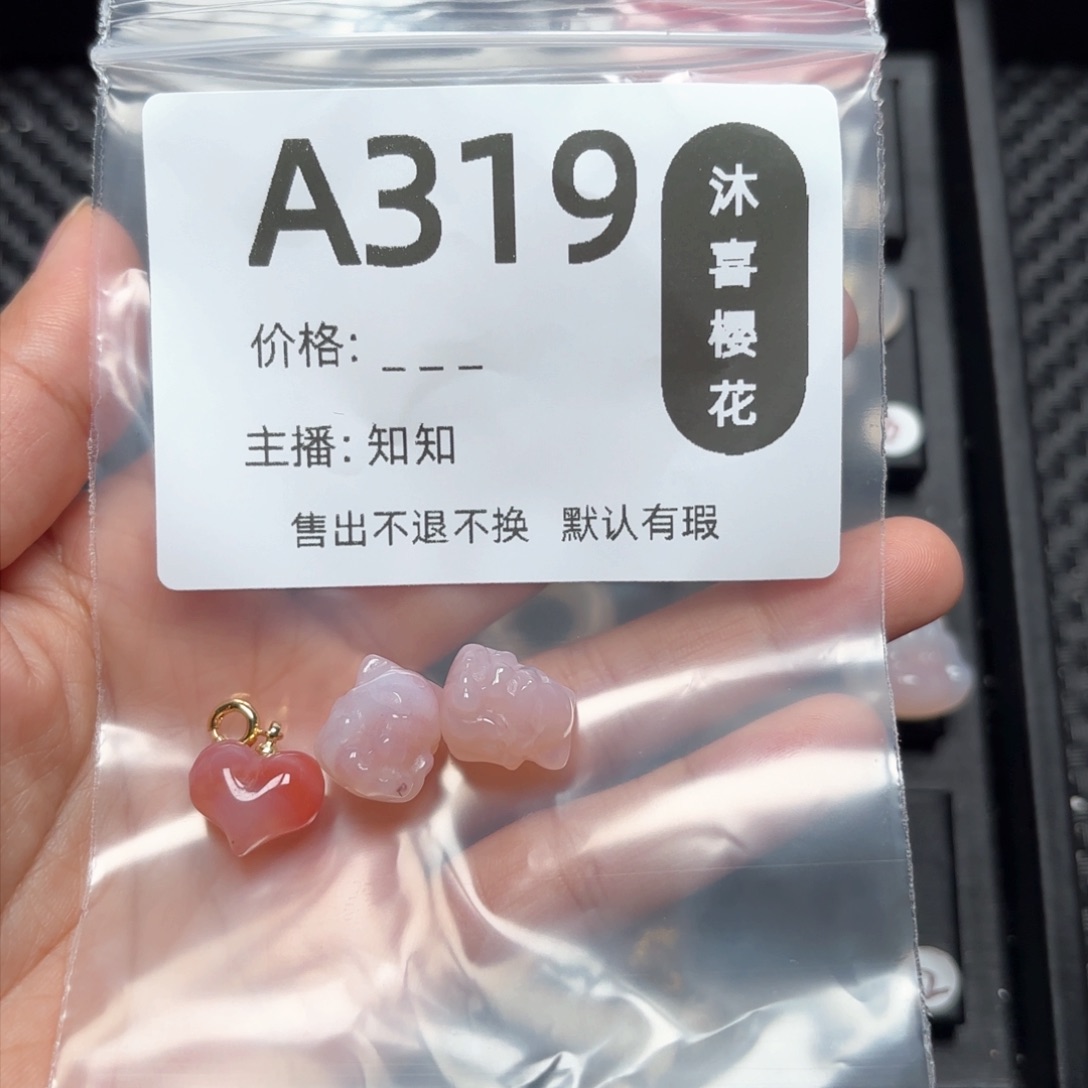 A319
沐喜樱花
价格：_ _ _
主播：知知
售出不退不换 默认有瑕